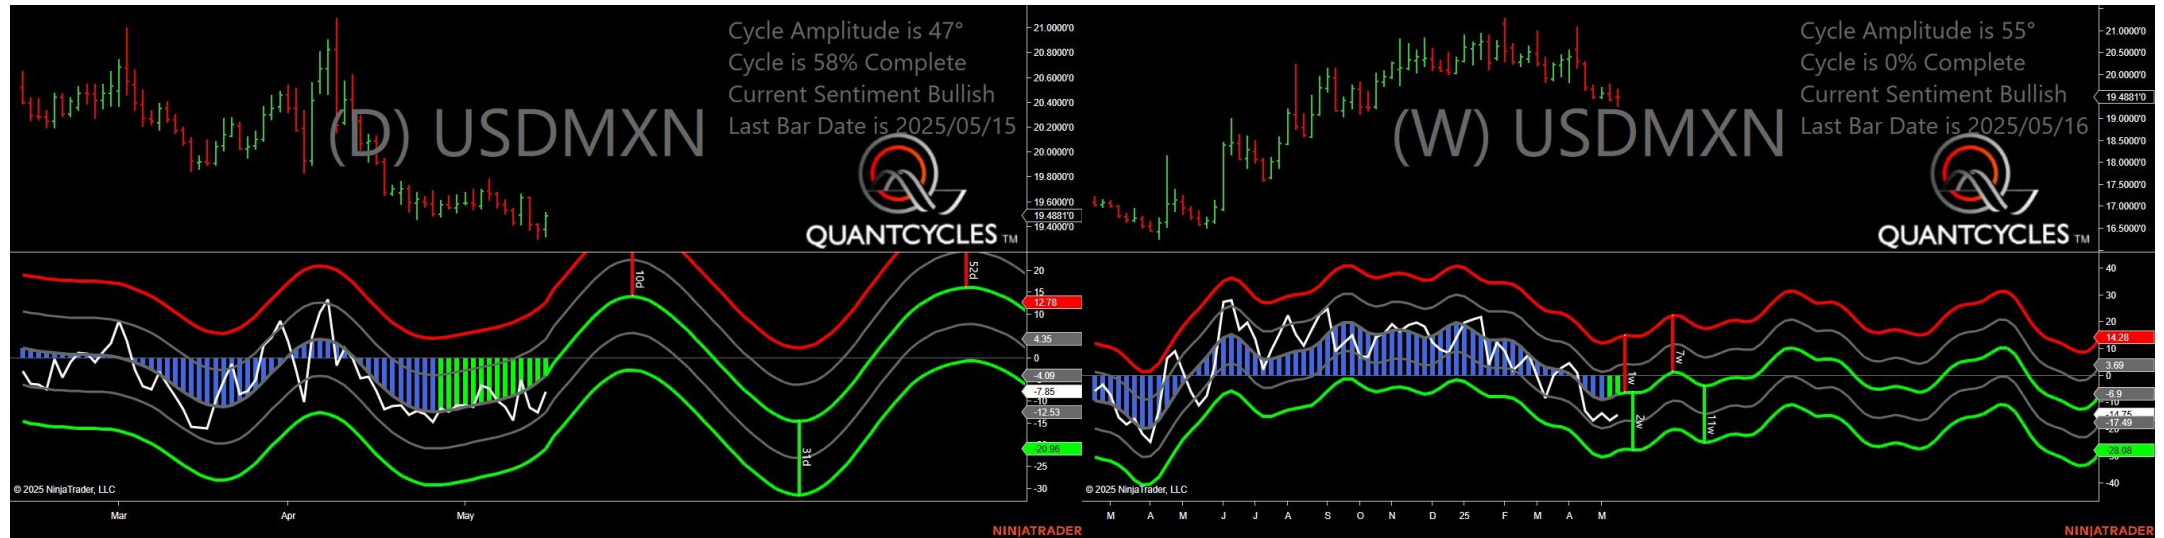 Cycle Amplitude is 47°
Cycle is 58% Complete
Current Sentiment Bullish
Last Bar Date is 2025/05/15
(D) USDMXN
QUANTCYCLES TM
21.0000'0
20.8000'0
20.6000'0
20.4000'0
20.2000'0
20.0000'0
19.8000'0
19.6000'0
19.4881'0
19.4000'0
10d
31d
52d
20
15
12.78
10
4.35
0
-4.09
-7.85
-10
-12.53
-15
-20.96
-25
-30
© 2025 NinjaTrader, LLC
Mar
Apr
May
NINJATRADER
Cycle Amplitude is 55°
Cycle is 0% Complete
Current Sentiment Bullish
Last Bar Date is 2025/05/16
(W) USDMXN
QUANTCYCLES TM
21.0000'0
20.5000'0
20.0000'0
19.4881'0
19.0000'0
18.5000'0
18.0000'0
17.5000'0
17.0000'0
16.5000'0
1w
2w
7w
11w
40
30
20
14.28
10
3.69
0
-6.9
-10
-14.75
-17.49
-28.08
-40
© 2025 NinjaTrader, LLC
M
A
M
J
J
A
S
O
N
D
25
F
M
A
M
NINJATRADER